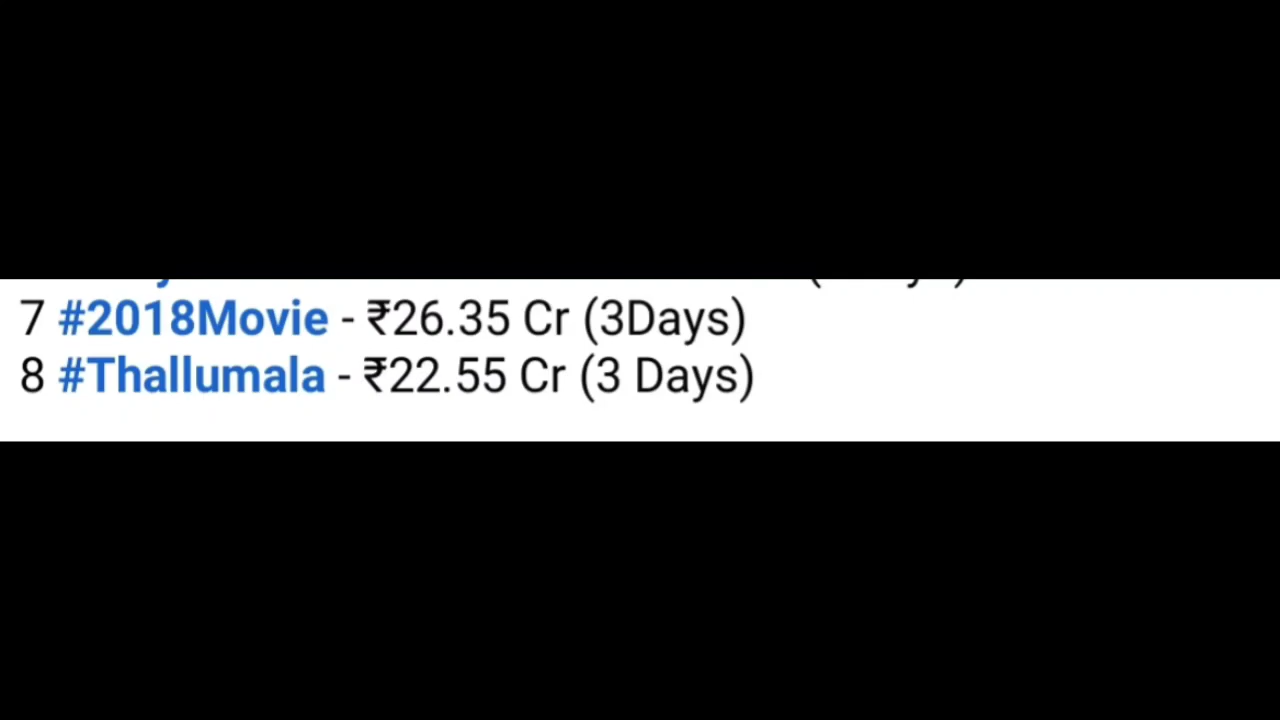 7 #2018Movie - ₹26.35 Cr (3Days)
8 #Thallumala - ₹22.55 Cr (3 Days)